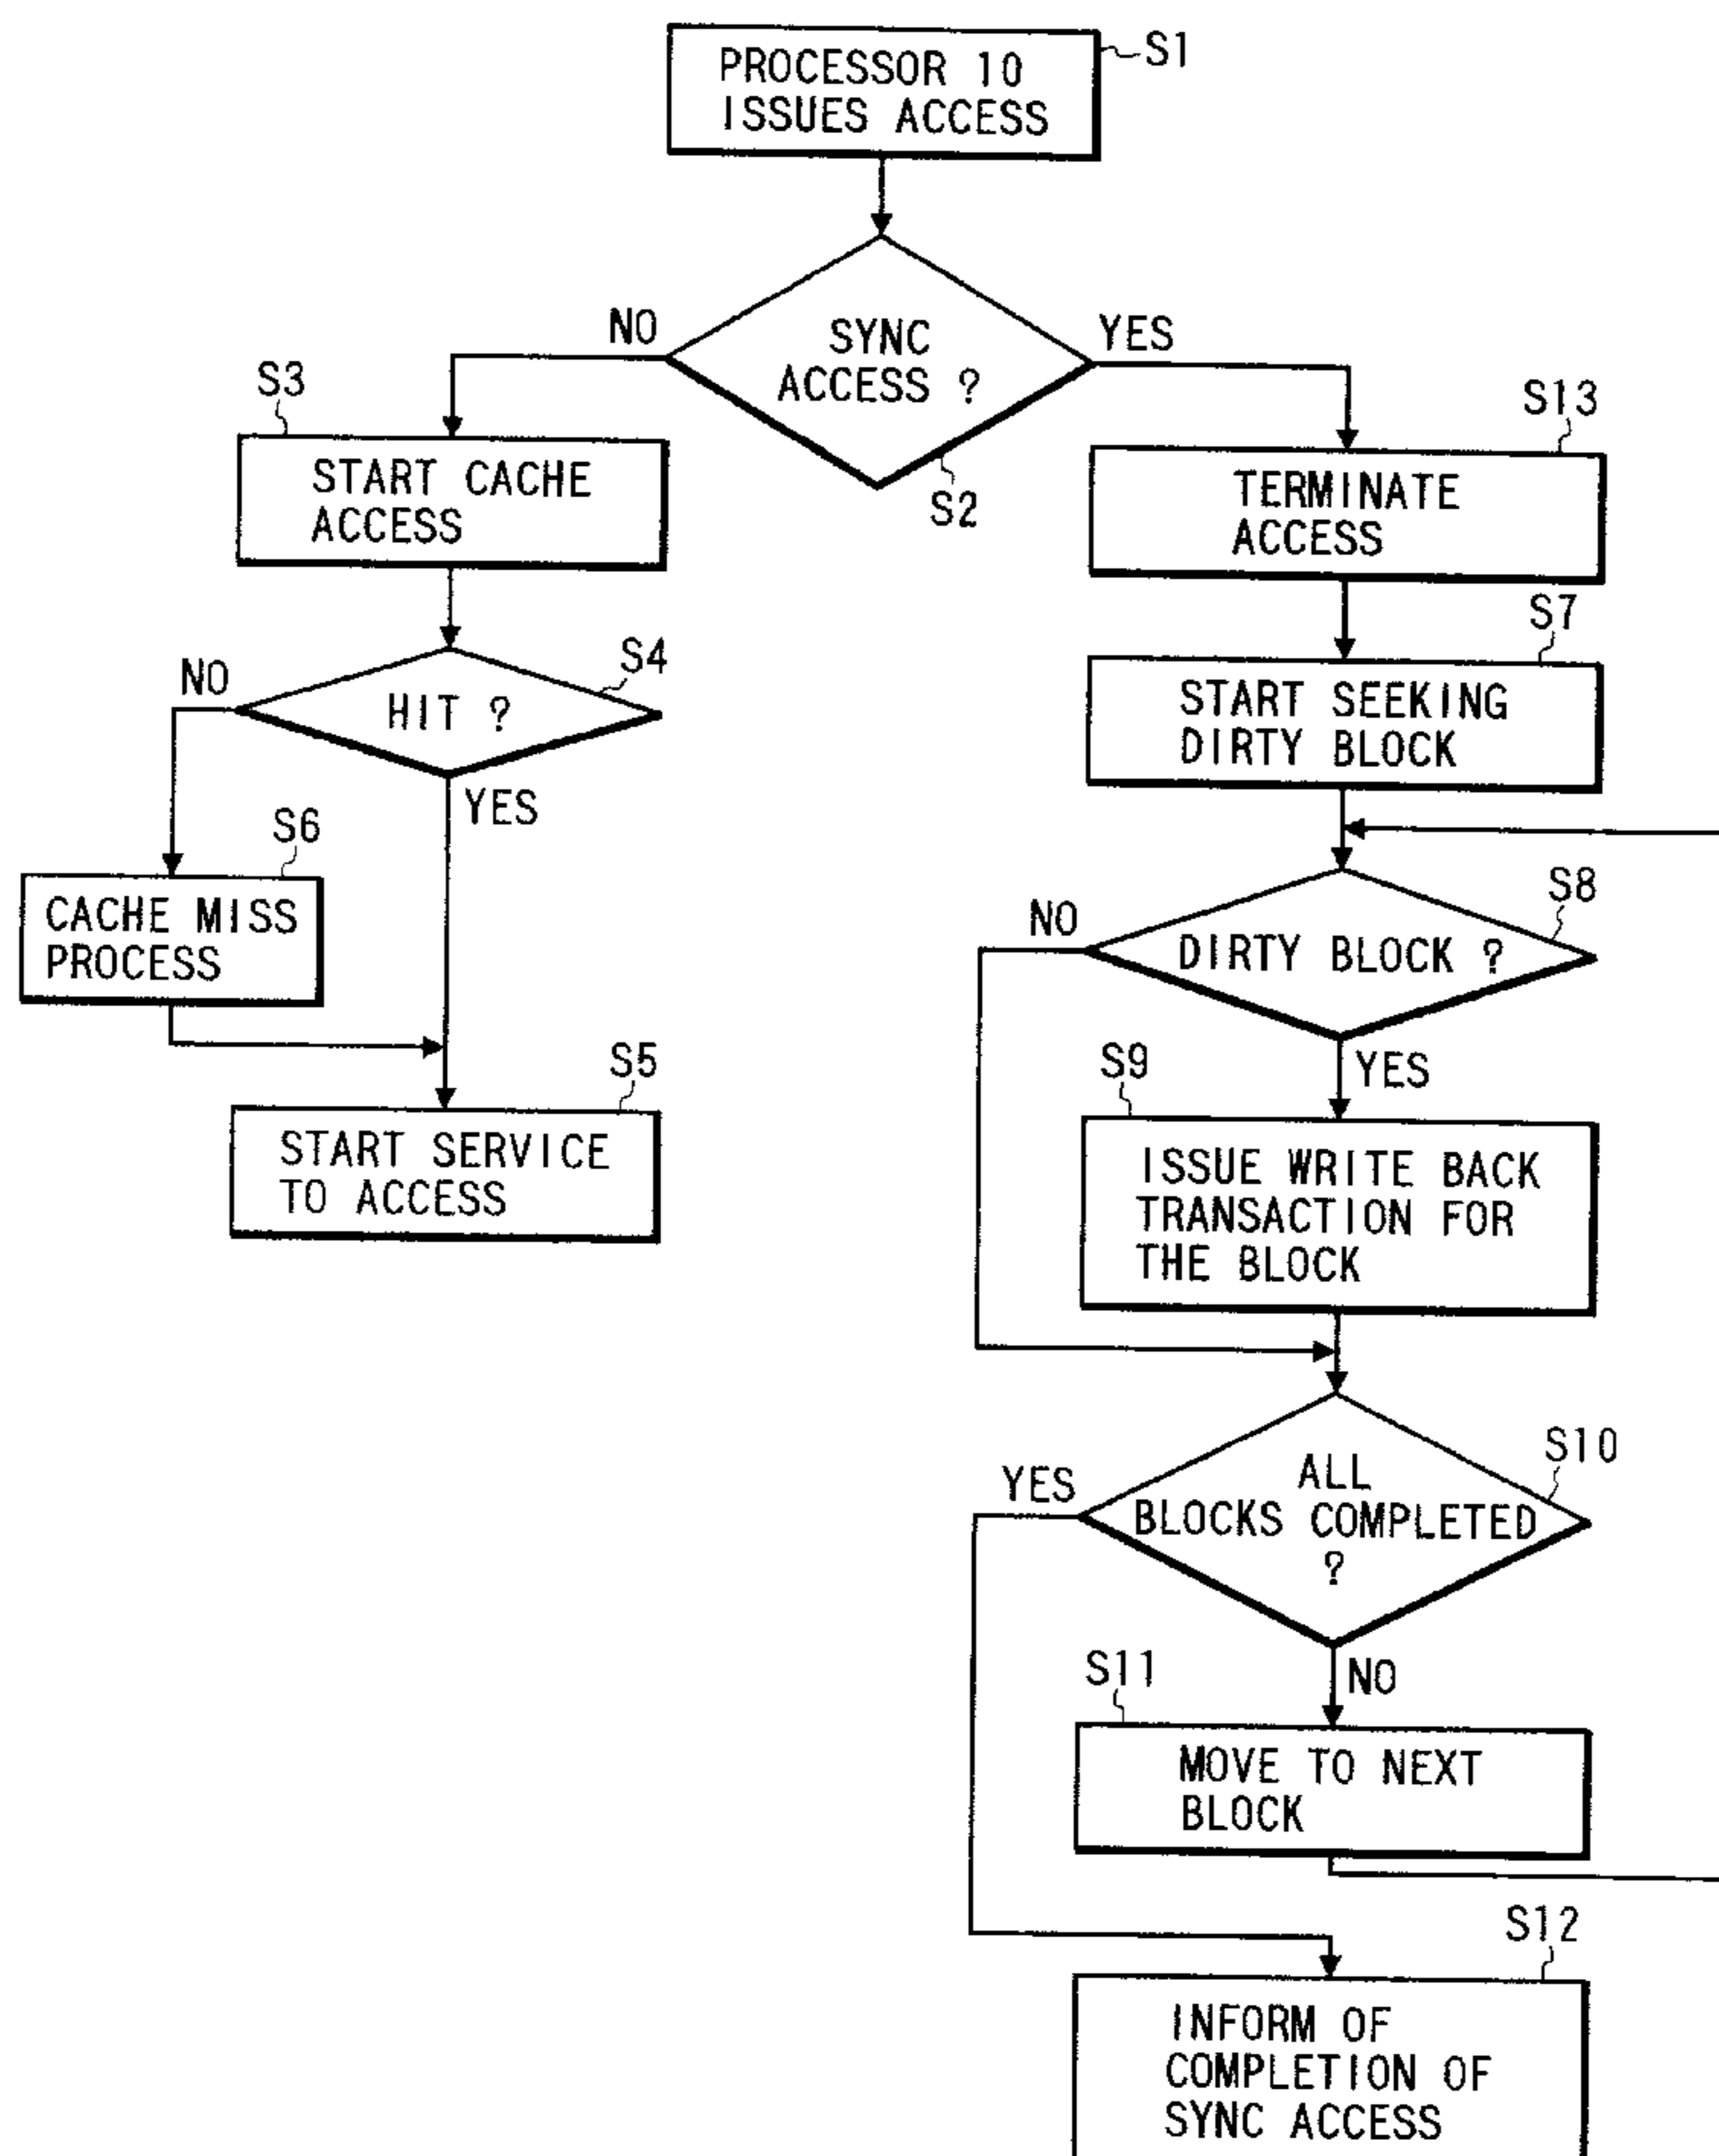 PROCESSOR 10
ISSUES ACCESS
S1
SYNC
ACCESS ?
NO
YES
S2
S3
START CACHE
ACCESS
S13
TERMINATE
ACCESS
S4
HIT ?
NO
YES
S7
START SEEKING
DIRTY BLOCK
S6
CACHE MISS
PROCESS
S8
DIRTY BLOCK ?
NO
YES
S5
START SERVICE
TO ACCESS
S9
ISSUE WRITE BACK
TRANSACTION FOR
THE BLOCK
S10
ALL
BLOCKS COMPLETED
?
YES
NO
S11
MOVE TO NEXT
BLOCK
S12
INFORM OF
COMPLETION OF
SYNC ACCESS